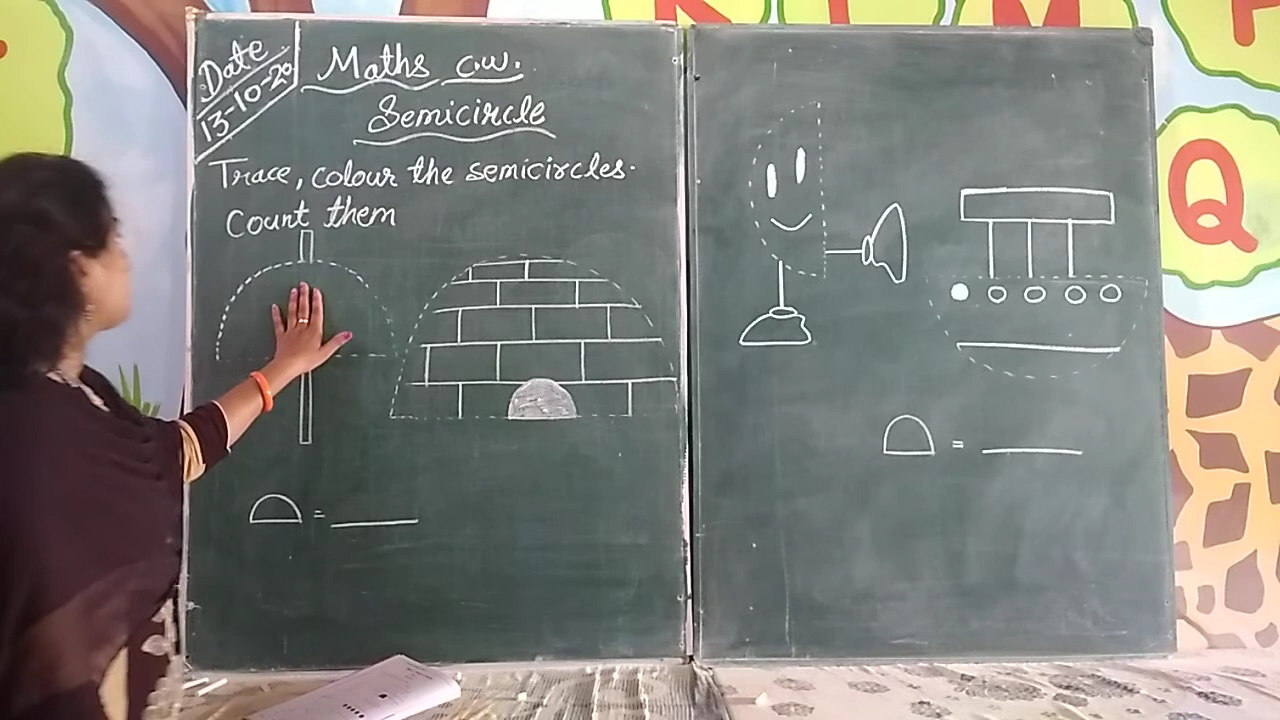 Date
13-10-20
Maths c.w.
Semicircle
Trace, colour the semicircles.
Count them
=
=
K L M
P
Q